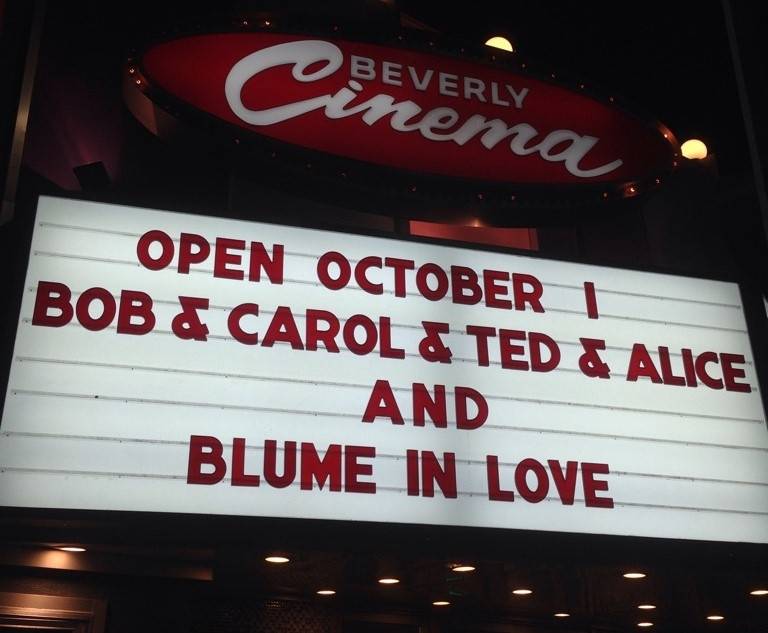 BEVERLY
Cinema
OPEN OCTOBER 1
BOB & CAROL & TED & ALICE
AND
BLUME IN LOVE